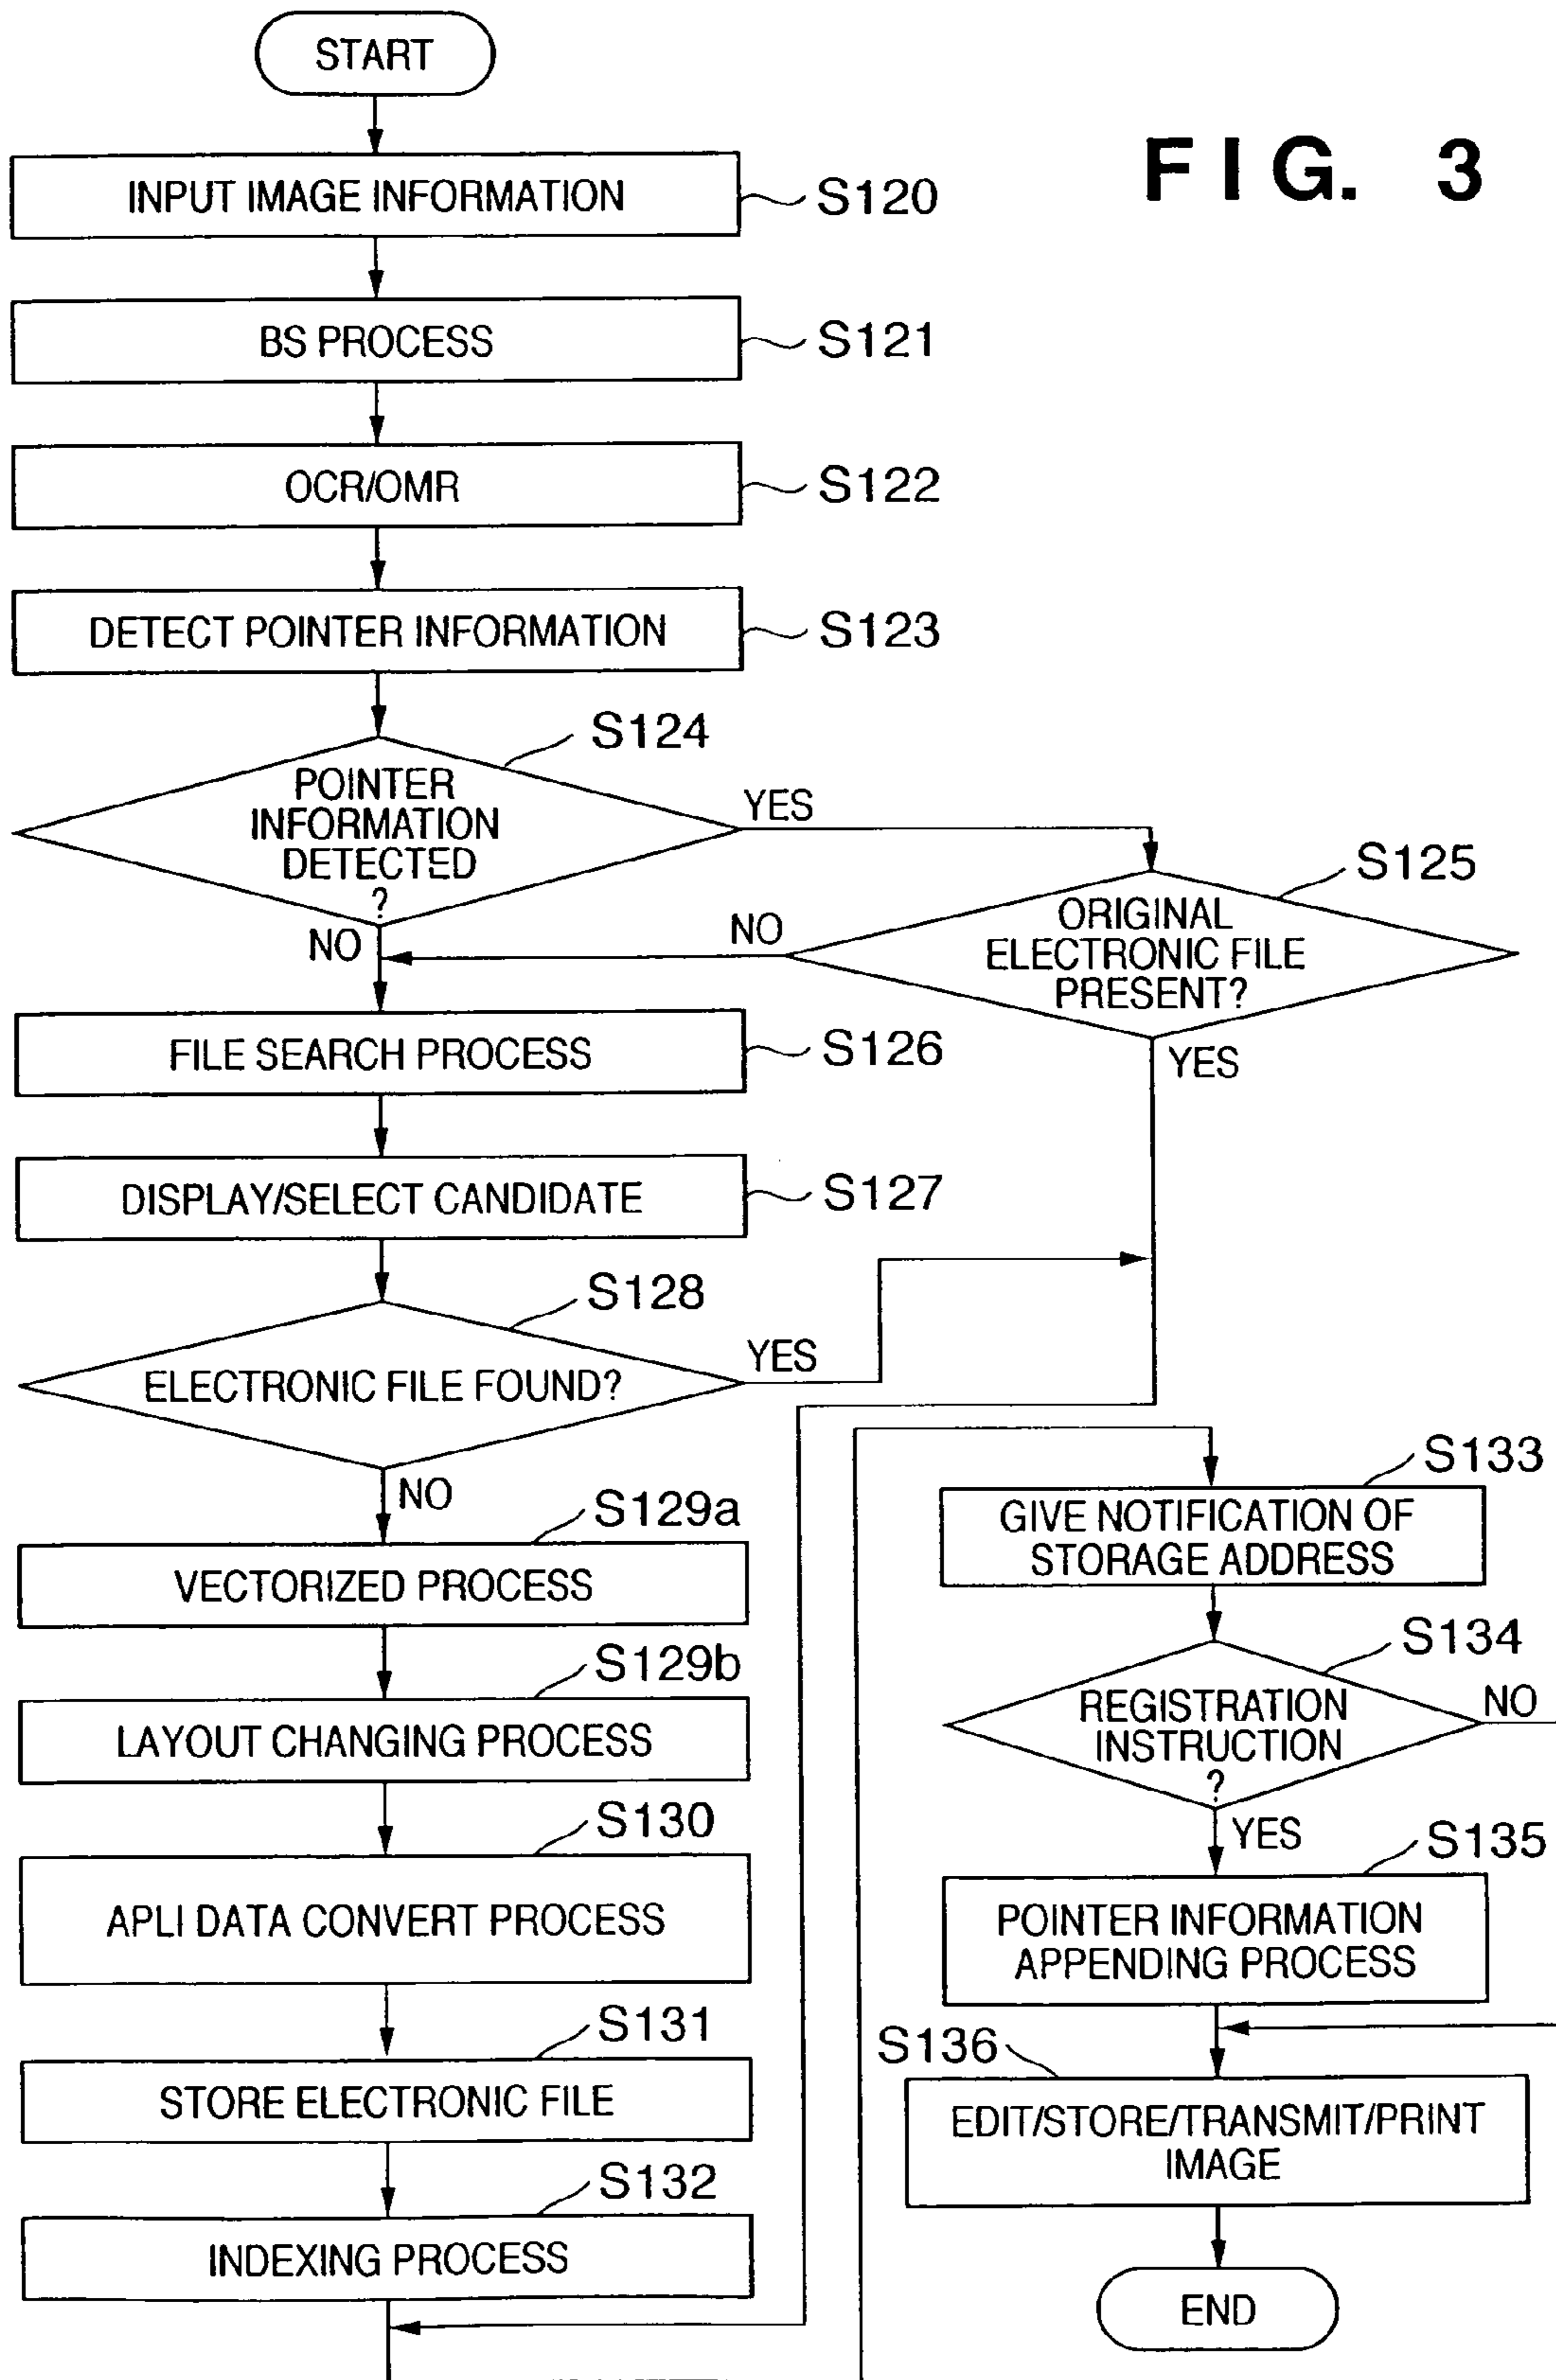 START
FIG. 3
INPUT IMAGE INFORMATION
S120
BS PROCESS
S121
OCR/OMR
S122
DETECT POINTER INFORMATION
S123
S124
POINTER
INFORMATION
DETECTED
?
YES
NO
S125
ORIGINAL
ELECTRONIC FILE
PRESENT?
NO
YES
FILE SEARCH PROCESS
S126
DISPLAY/SELECT CANDIDATE
S127
S128
ELECTRONIC FILE FOUND?
YES
NO
S129a
VECTORIZED PROCESS
S129b
LAYOUT CHANGING PROCESS
S130
APLI DATA CONVERT PROCESS
S131
STORE ELECTRONIC FILE
S132
INDEXING PROCESS
S133
GIVE NOTIFICATION OF
STORAGE ADDRESS
S134
REGISTRATION
INSTRUCTION
?
NO
YES
S135
POINTER INFORMATION
APPENDING PROCESS
S136
EDIT/STORE/TRANSMIT/PRINT
IMAGE
END